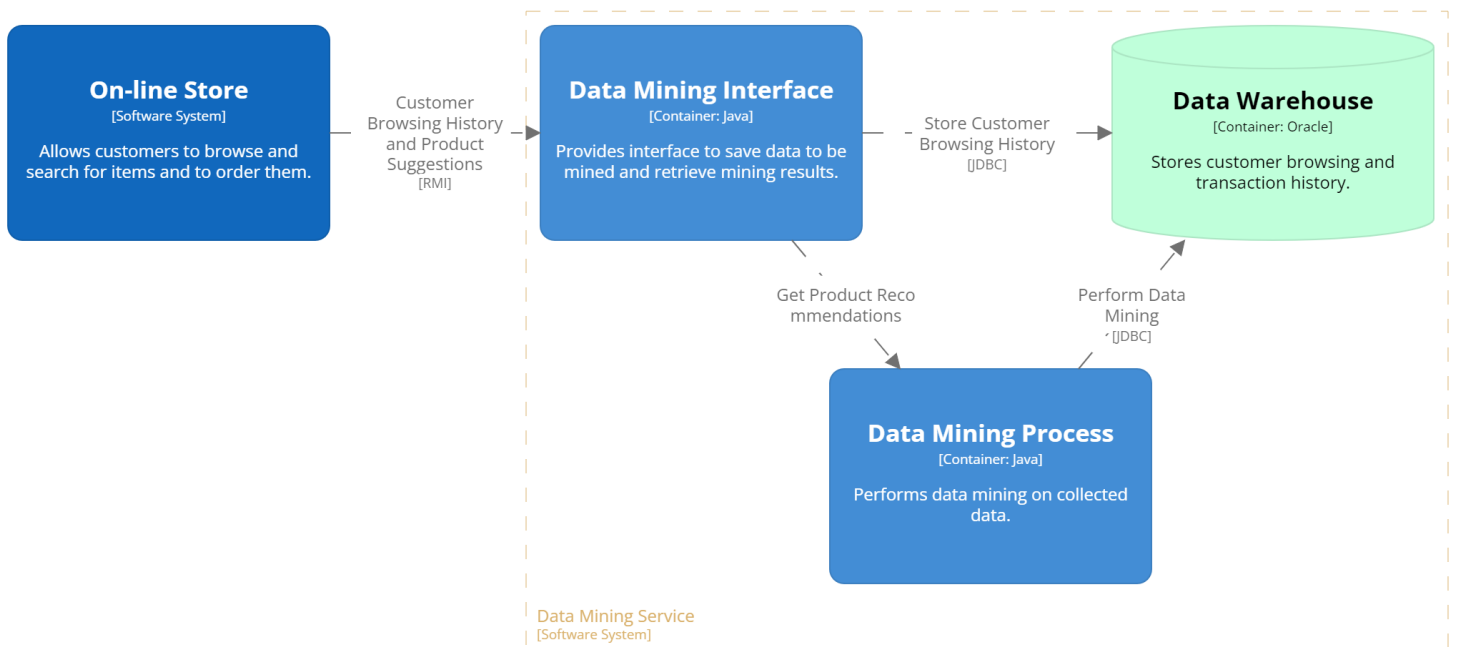 On-line Store
[Software System]
Allows customers to browse and
search for items and to order them.
Customer
Browsing History
and Product
Suggestions
[RMI]
Data Mining Interface
[Container: Java]
Provides interface to save data to be
mined and retrieve mining results.
Store Customer
Browsing History
[JDBC]
Data Warehouse
[Container: Oracle]
Stores customer browsing and
transaction history.
Get Product Reco
mmendations
Perform Data
Mining
[JDBC]
Data Mining Process
[Container: Java]
Performs data mining on collected
data.
Data Mining Service
[Software System]